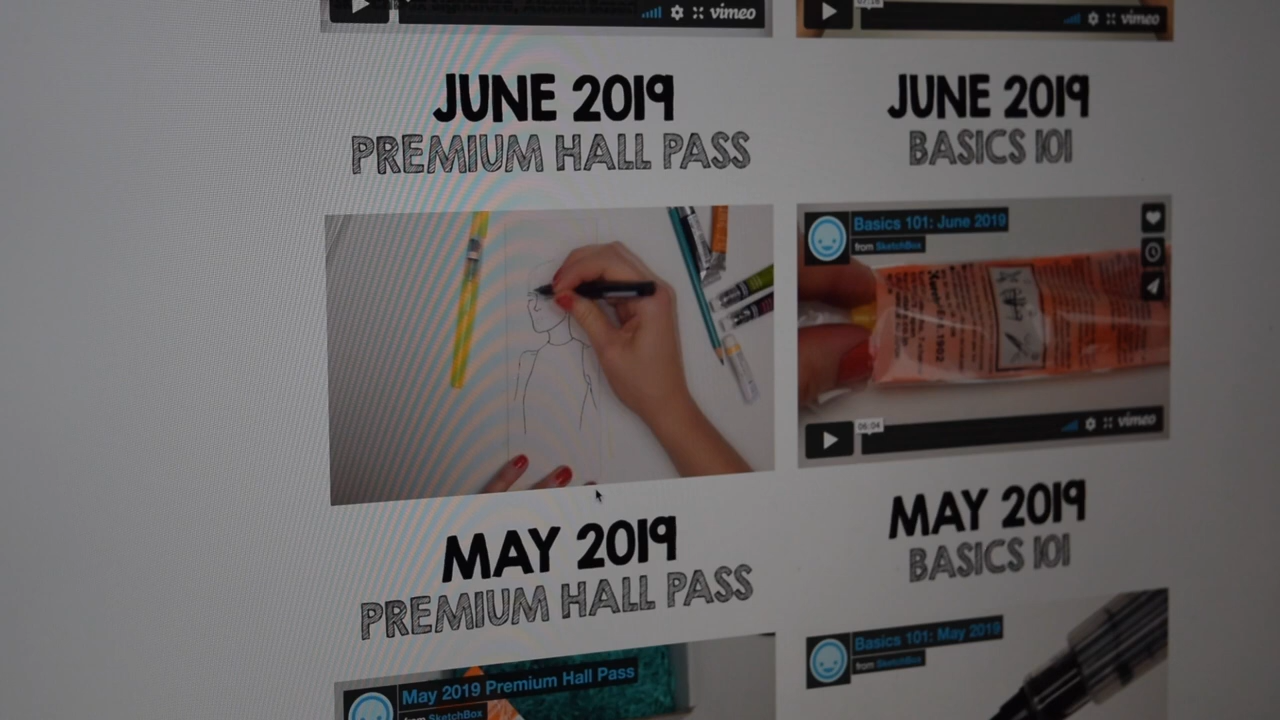 vimeo
07:16
vimeo
JUNE 2019
PREMIUM HALL PASS
JUNE 2019
BASICS 101
Basics 101: June 2019
from SketchBox
06:04
vimeo
MAY 2019
PREMIUM HALL PASS
MAY 2019
BASICS 101
May 2019 Premium Hall Pass
from SketchBox
Basics 101: May 2019
from SketchBox